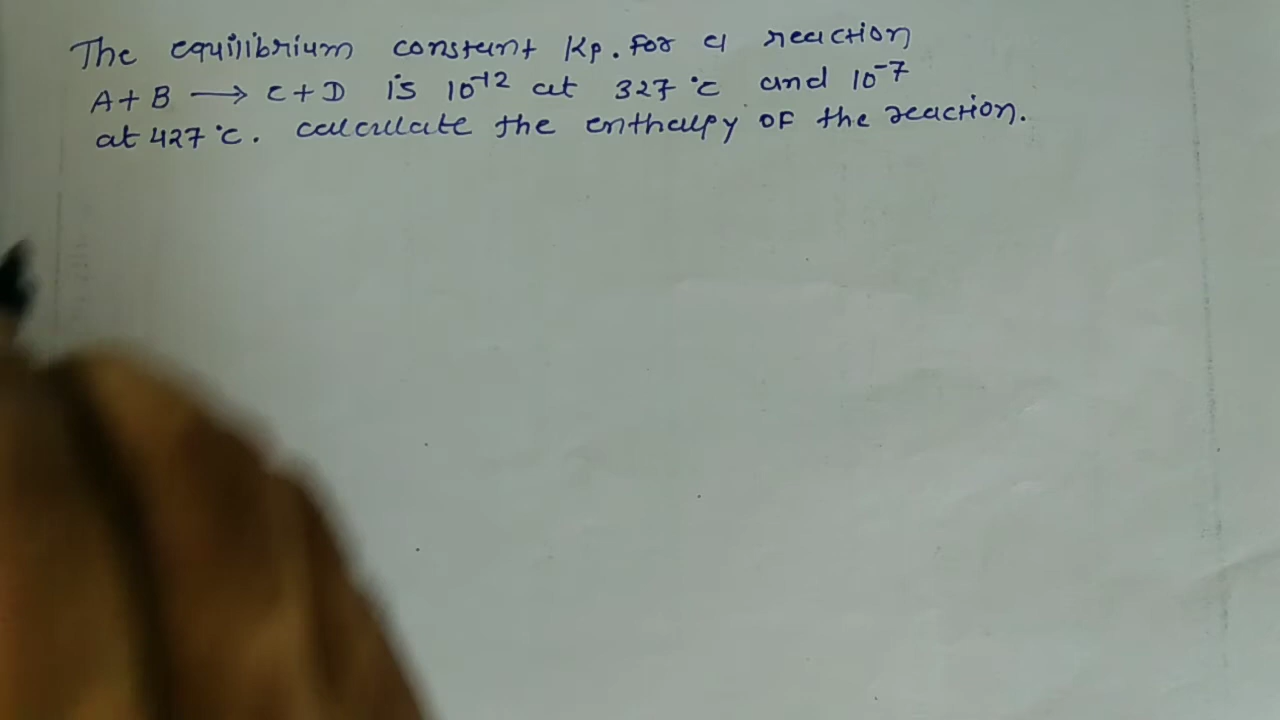 The equilibrium constant Kp. For a reaction
A + B ⟶ C + D is 10⁻¹² at 327 °C and 10⁻⁷
at 427 °C. calculate the enthalpy OF the reaction.